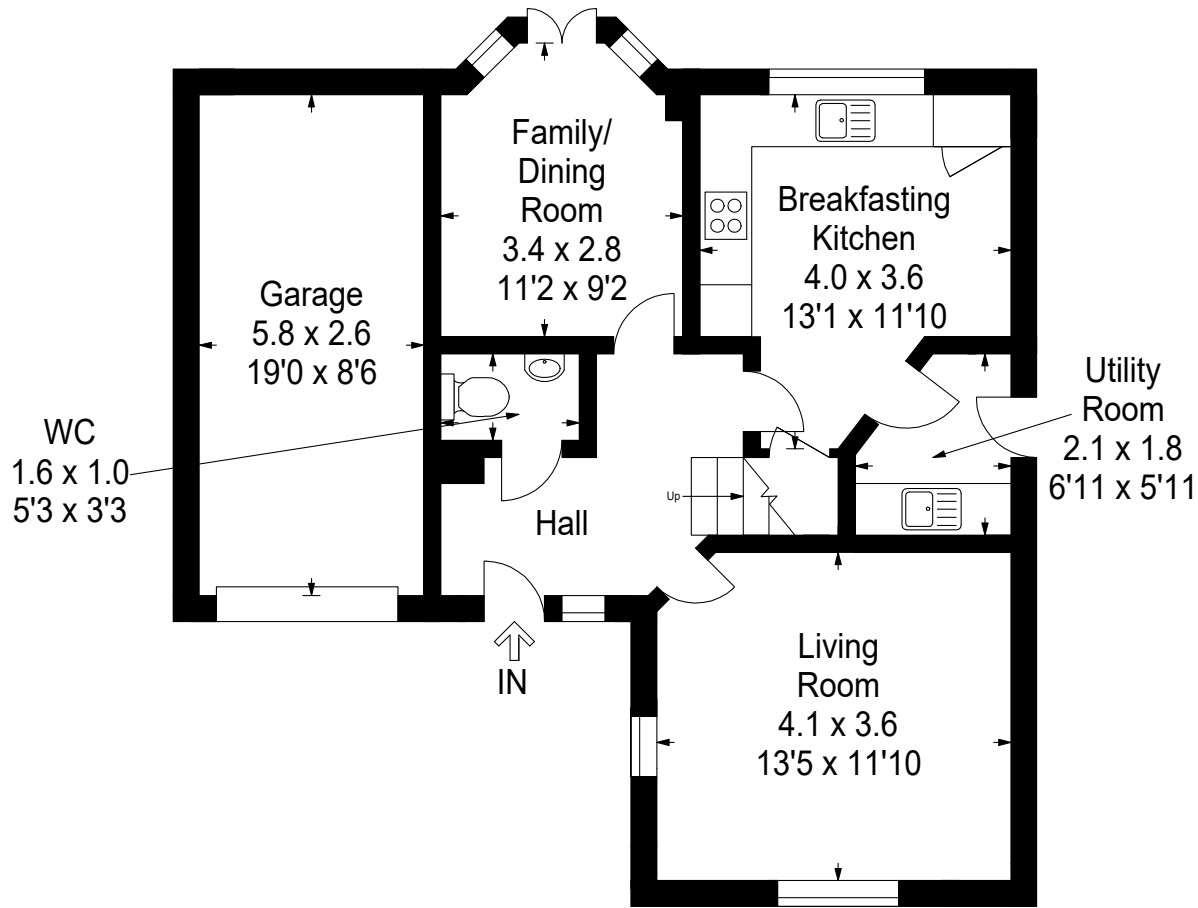 Family/
Dining
Room
3.4 x 2.8
11'2 x 9'2
Breakfasting
Kitchen
4.0 x 3.6
13'1 x 11'10
Garage
5.8 x 2.6
19'0 x 8'6
Utility
Room
2.1 x 1.8
6'11 x 5'11
WC
1.6 x 1.0
5'3 x 3'3
Up
Hall
IN
Living
Room
4.1 x 3.6
13'5 x 11'10